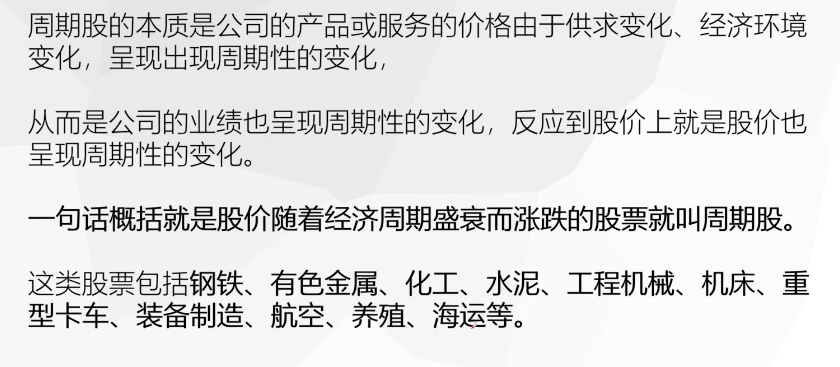 周期股的本质是公司的产品或服务的价格由于供求变化、经济环境
变化，呈现出现周期性的变化，
从而是公司的业绩也呈现周期性的变化，反应到股价上就是股价也
呈现周期性的变化。
一句话概括就是股价随着经济周期盛衰而涨跌的股票就叫周期股。
这类股票包括钢铁、有色金属、化工、水泥、工程机械、机床、重
型卡车、装备制造、航空、养殖、海运等。